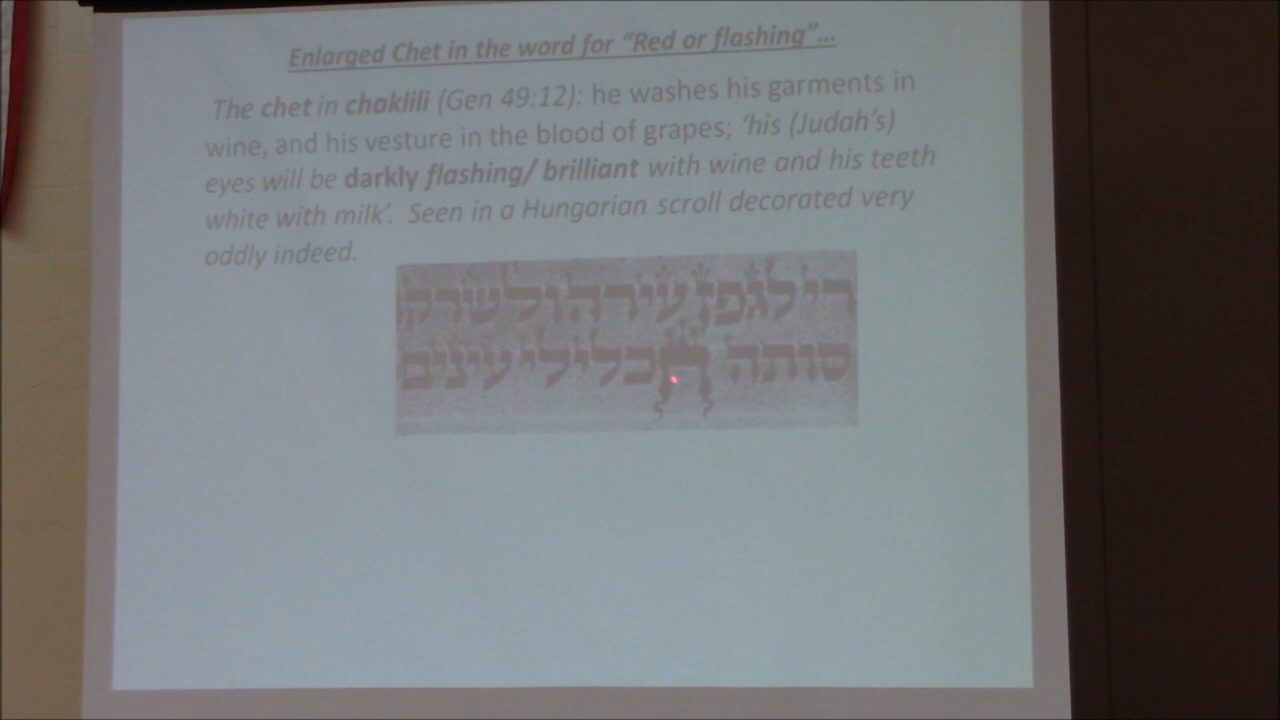 Enlarged Chet in the word for “Red or flashing”...
The chet in chaklili (Gen 49:12): he washes his garments in
wine, and his vesture in the blood of grapes; ‘his (Judah’s)
eyes will be darkly flashing/ brilliant with wine and his teeth
white with milk’. Seen in a Hungarian scroll decorated very
oddly indeed.
רי לגפן עירה ולשרק
סותה חכלילי עינים